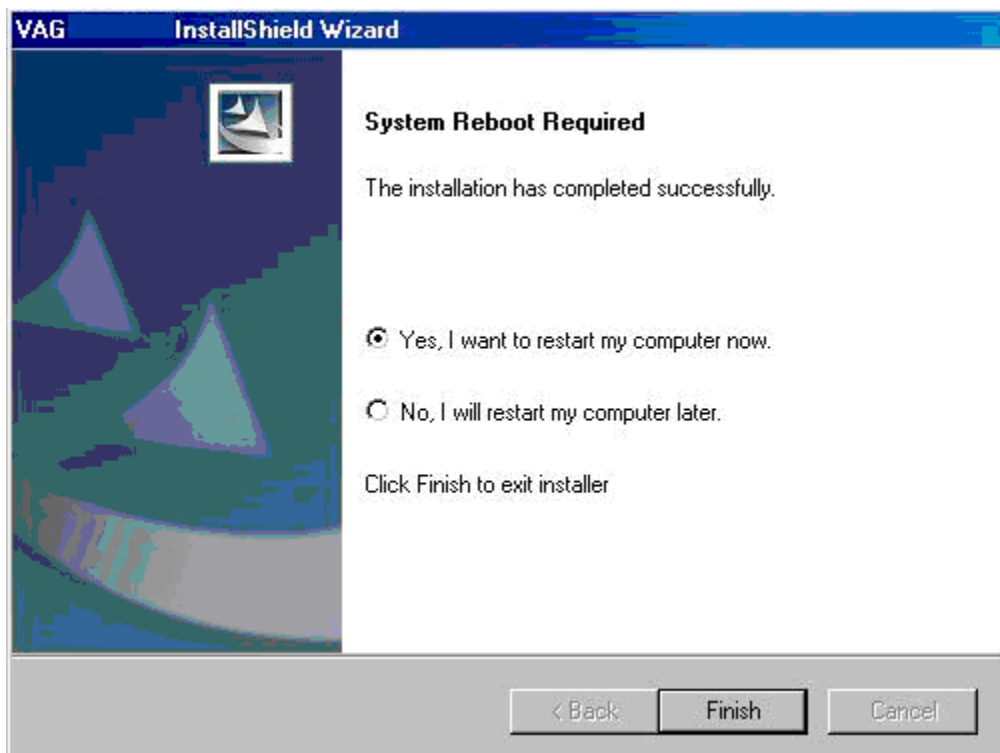 VAG InstallShield Wizard
System Reboot Required
The installation has completed successfully.
Yes, I want to restart my computer now.
No, I will restart my computer later.
Click Finish to exit installer
< Back Finish Cancel